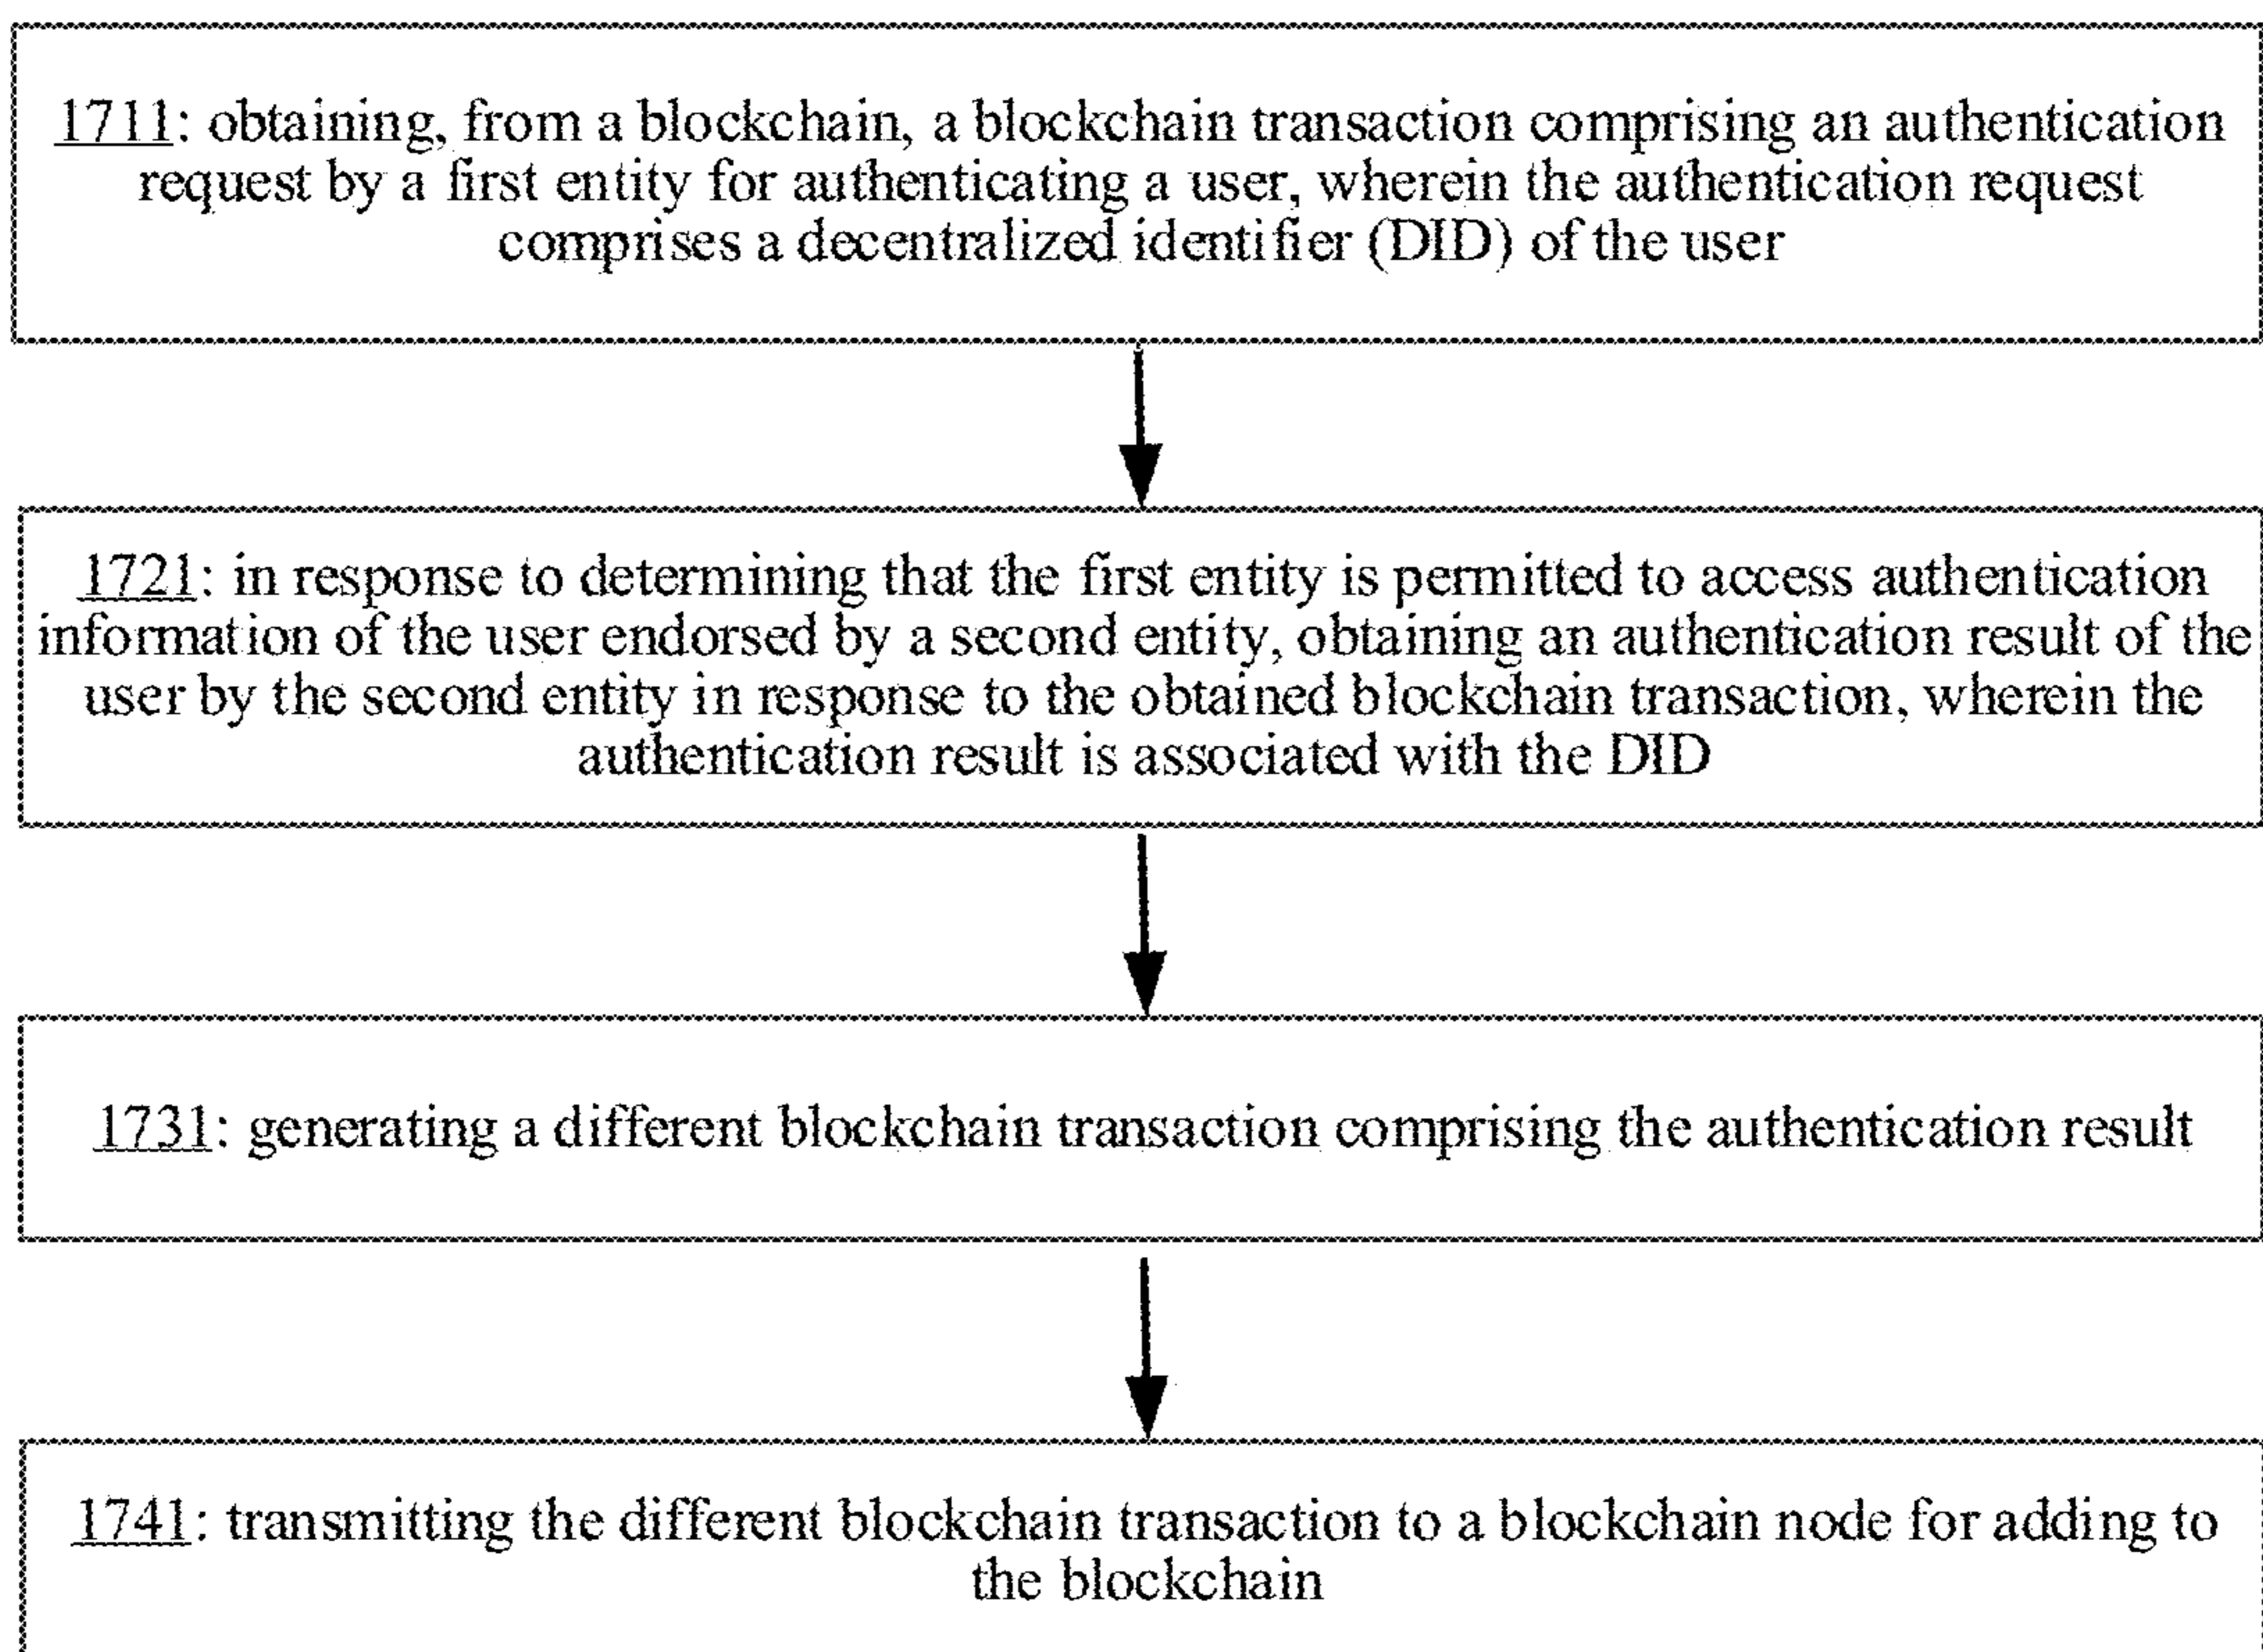 1711: obtaining, from a blockchain, a blockchain transaction comprising an authentication
request by a first entity for authenticating a user, wherein the authentication request
comprises a decentralized identifier (DID) of the user
1721: in response to determining that the first entity is permitted to access authentication
information of the user endorsed by a second entity, obtaining an authentication result of the
user by the second entity in response to the obtained blockchain transaction, wherein the
authentication result is associated with the DID
1731: generating a different blockchain transaction comprising the authentication result
1741: transmitting the different blockchain transaction to a blockchain node for adding to
the blockchain